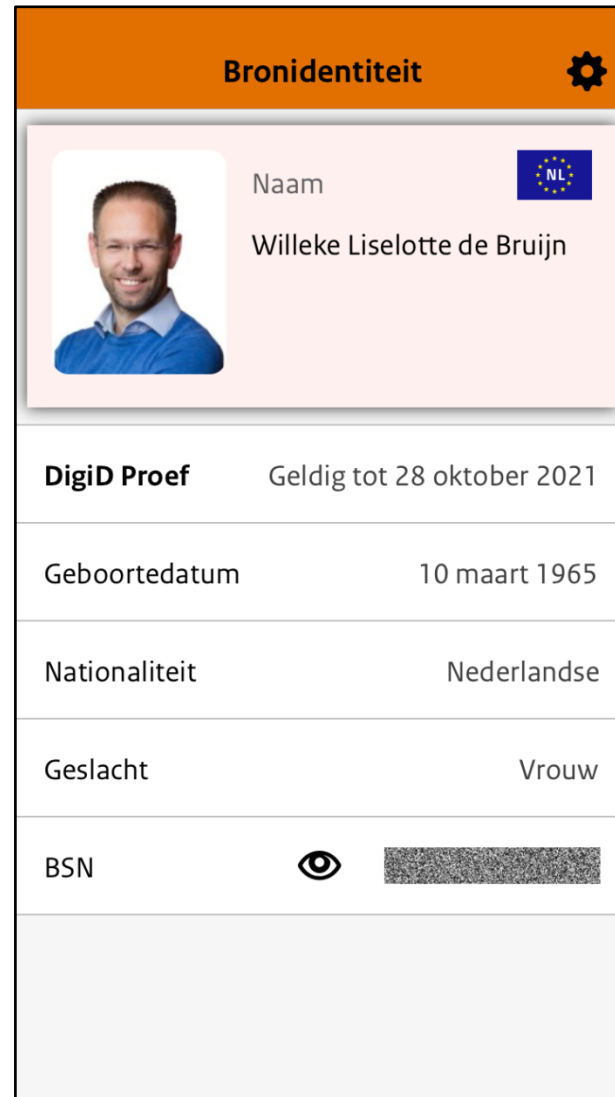 Bronidentiteit
Naam
NL
Willeke Liselotte de Bruijn
DigiD Proef Geldig tot 28 oktober 2021
Geboortedatum 10 maart 1965
Nationaliteit Nederlandse
Geslacht Vrouw
BSN